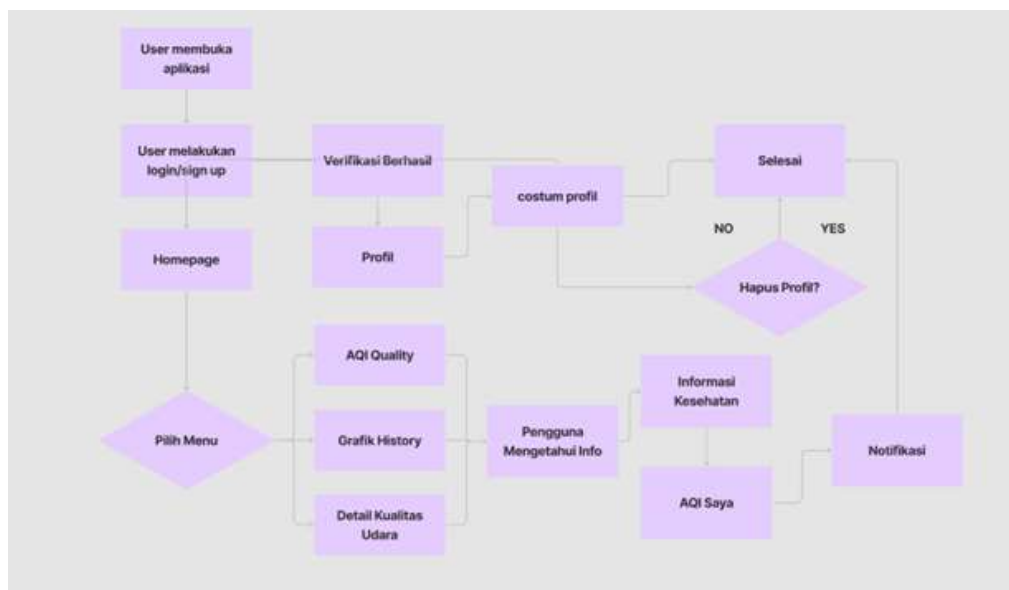 User membuka
aplikasi
User melakukan
login/sign up
Verifikasi Berhasil
Selesai
costum profil
NO
YES
Homepage
Profil
Hapus Profil?
AQI Quality
Informasi
Kesehatan
Pilih Menu
Grafik History
Pengguna
Mengetahui Info
Notifikasi
AQI Saya
Detail Kualitas
Udara